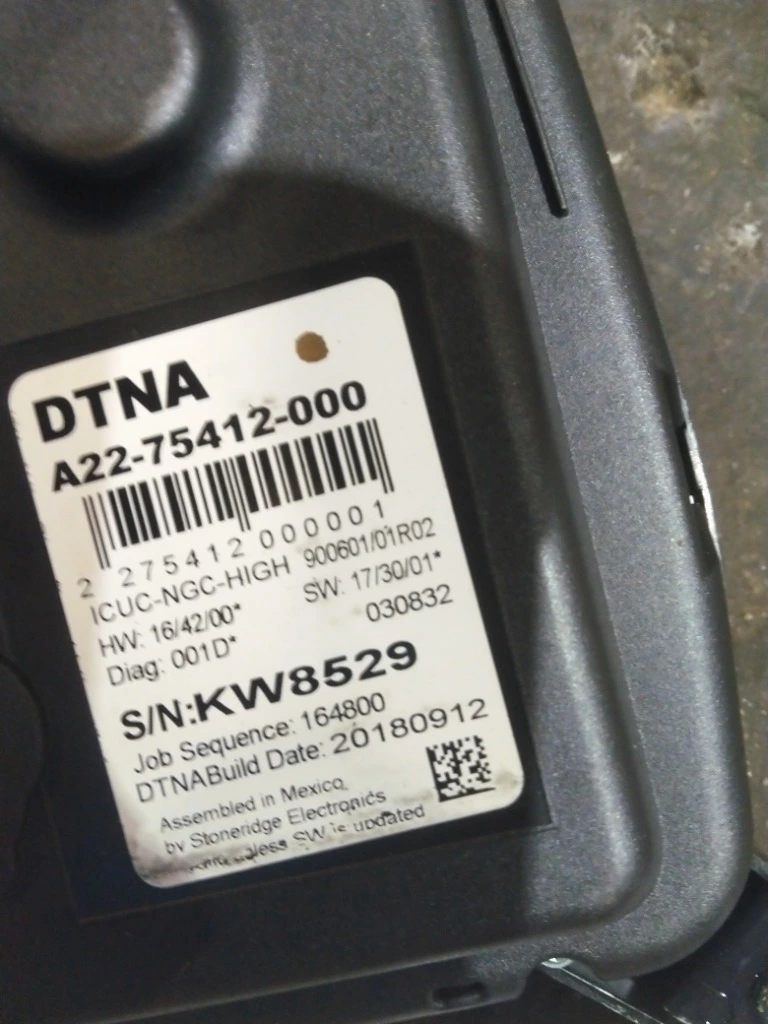 DTNA
A22-75412-000
2 275412 000001
ICUC-NGC-HIGH 900601/01R02
HW: 16/42/00* SW: 17/30/01*
Diag: 001D* 030832
S/N:KW8529
Job Sequence: 164800
DTNABuild Date: 20180912
Assembled in Mexico
by Stoneridge Electronics
SW is updated